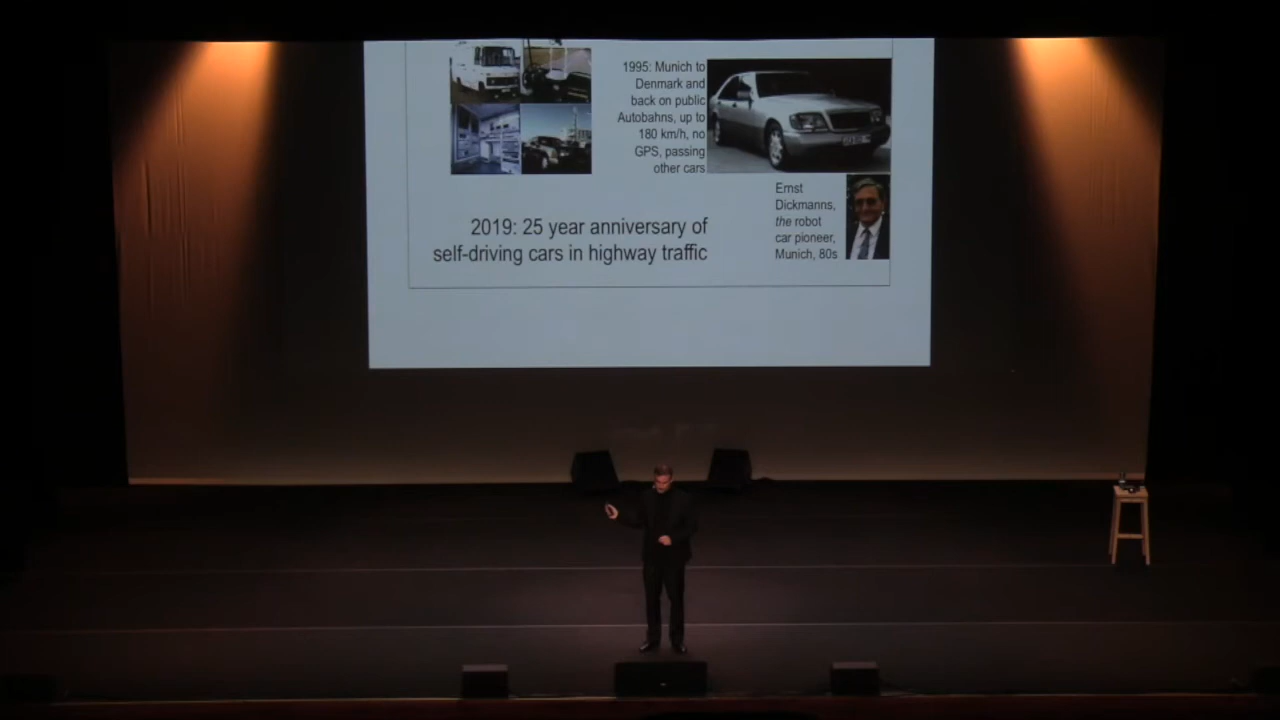 1995: Munich to
Denmark and
back on public
Autobahns, up to
180 km/h, no
GPS, passing
other cars
Ernst
Dickmanns,
the robot
car pioneer,
Munich, 80s
2019: 25 year anniversary of
self-driving cars in highway traffic